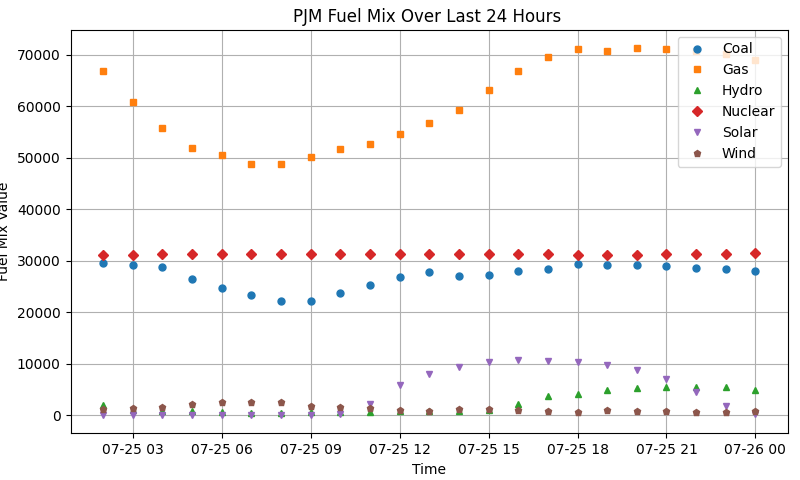 PJM Fuel Mix Over Last 24 Hours
70000
60000
50000
40000
30000
20000
10000
0
Fuel Mix Value
Coal
Gas
Hydro
Nuclear
Solar
Wind
07-25 03
07-25 06
07-25 09
07-25 12
07-25 15
07-25 18
07-25 21
07-26 00
Time